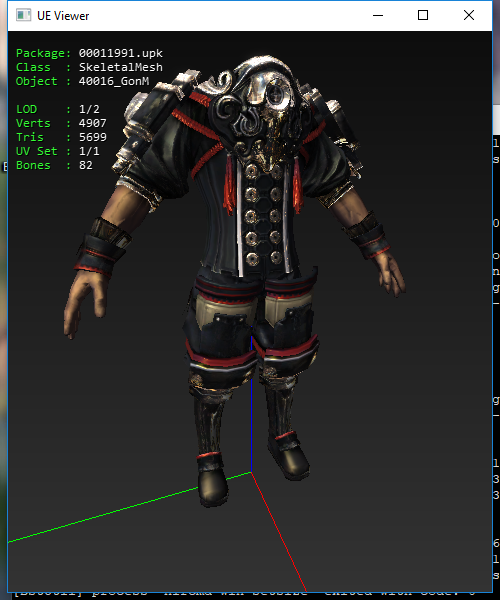 UE Viewer
Package: 00011991.upk
Class : SkeletalMesh
Object : 40016_GonM
LOD : 1/2
Verts : 4907
Tris : 5699
UV Set : 1/1
Bones : 82